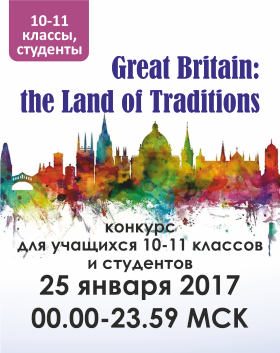 10-11
классы,
студенты
Great Britain:
the Land of Traditions
конкурс
для учащихся 10-11 классов
и студентов
25 января 2017
00.00-23.59 МСК